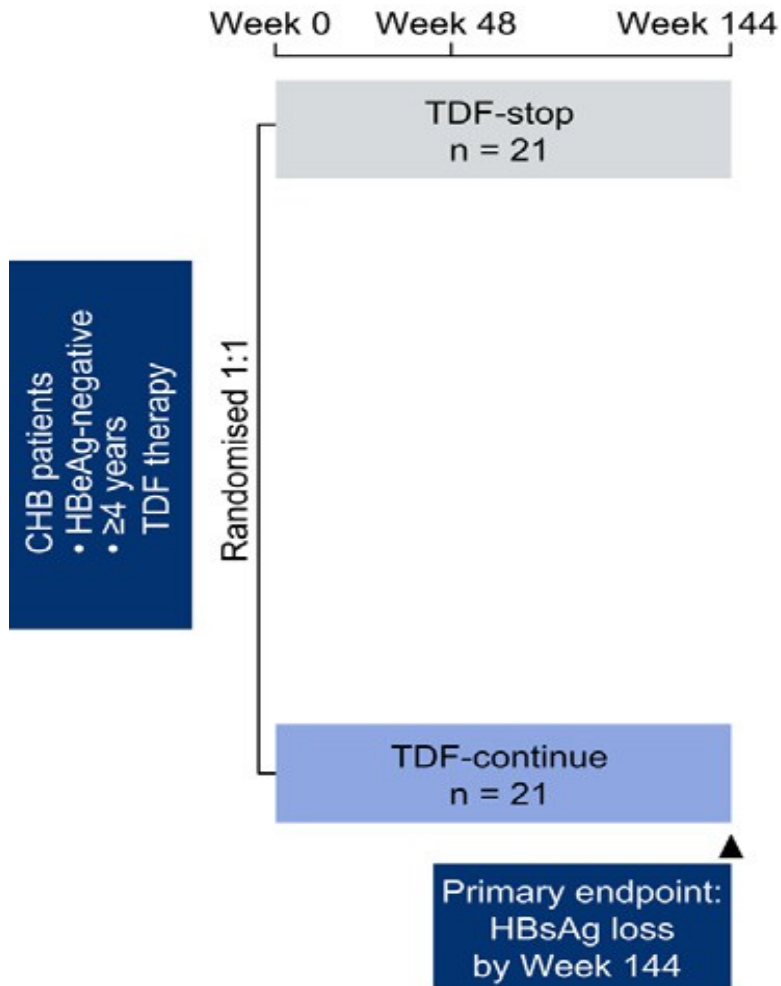 Week 0 Week 48 Week 144
TDF-stop
n = 21
CHB patients
• HBeAg-negative
• ≥4 years
TDF therapy
Randomised 1:1
TDF-continue
n = 21
Primary endpoint:
HBsAg loss
by Week 144